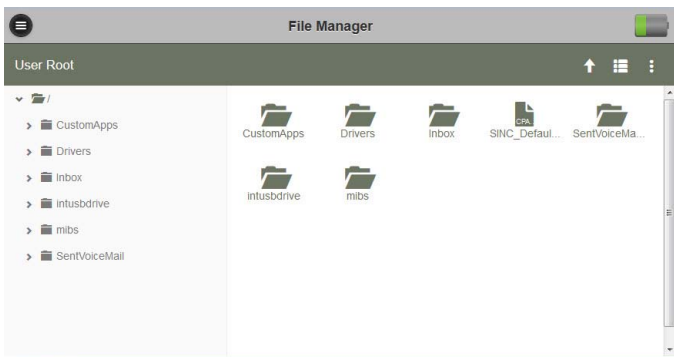 File Manager
User Root
/
CustomApps
Drivers
Inbox
intusbdrive
mibs
SentVoiceMail
CustomApps Drivers Inbox CPA SINC_Defaul... SentVoiceMa...
intusbdrive mibs